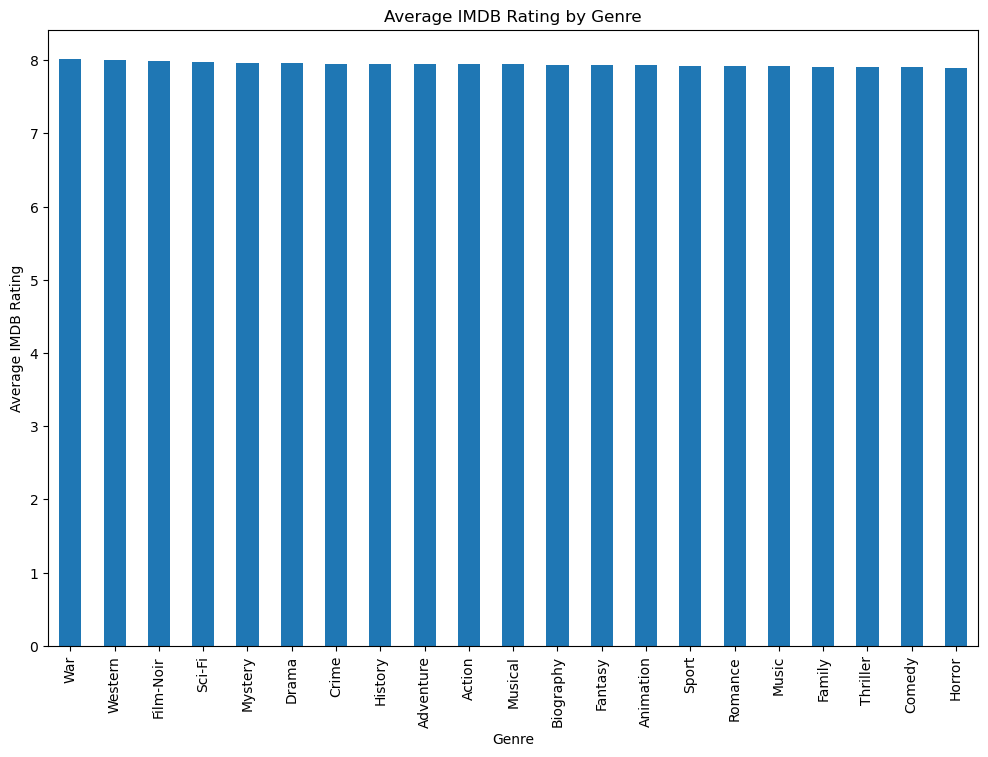 Average IMDB Rating by Genre
Average IMDB Rating
8
7
6
5
4
3
2
1
0
War
Western
Film-Noir
Sci-Fi
Mystery
Drama
Crime
History
Adventure
Action
Musical
Biography
Fantasy
Animation
Sport
Romance
Music
Family
Thriller
Comedy
Horror
Genre